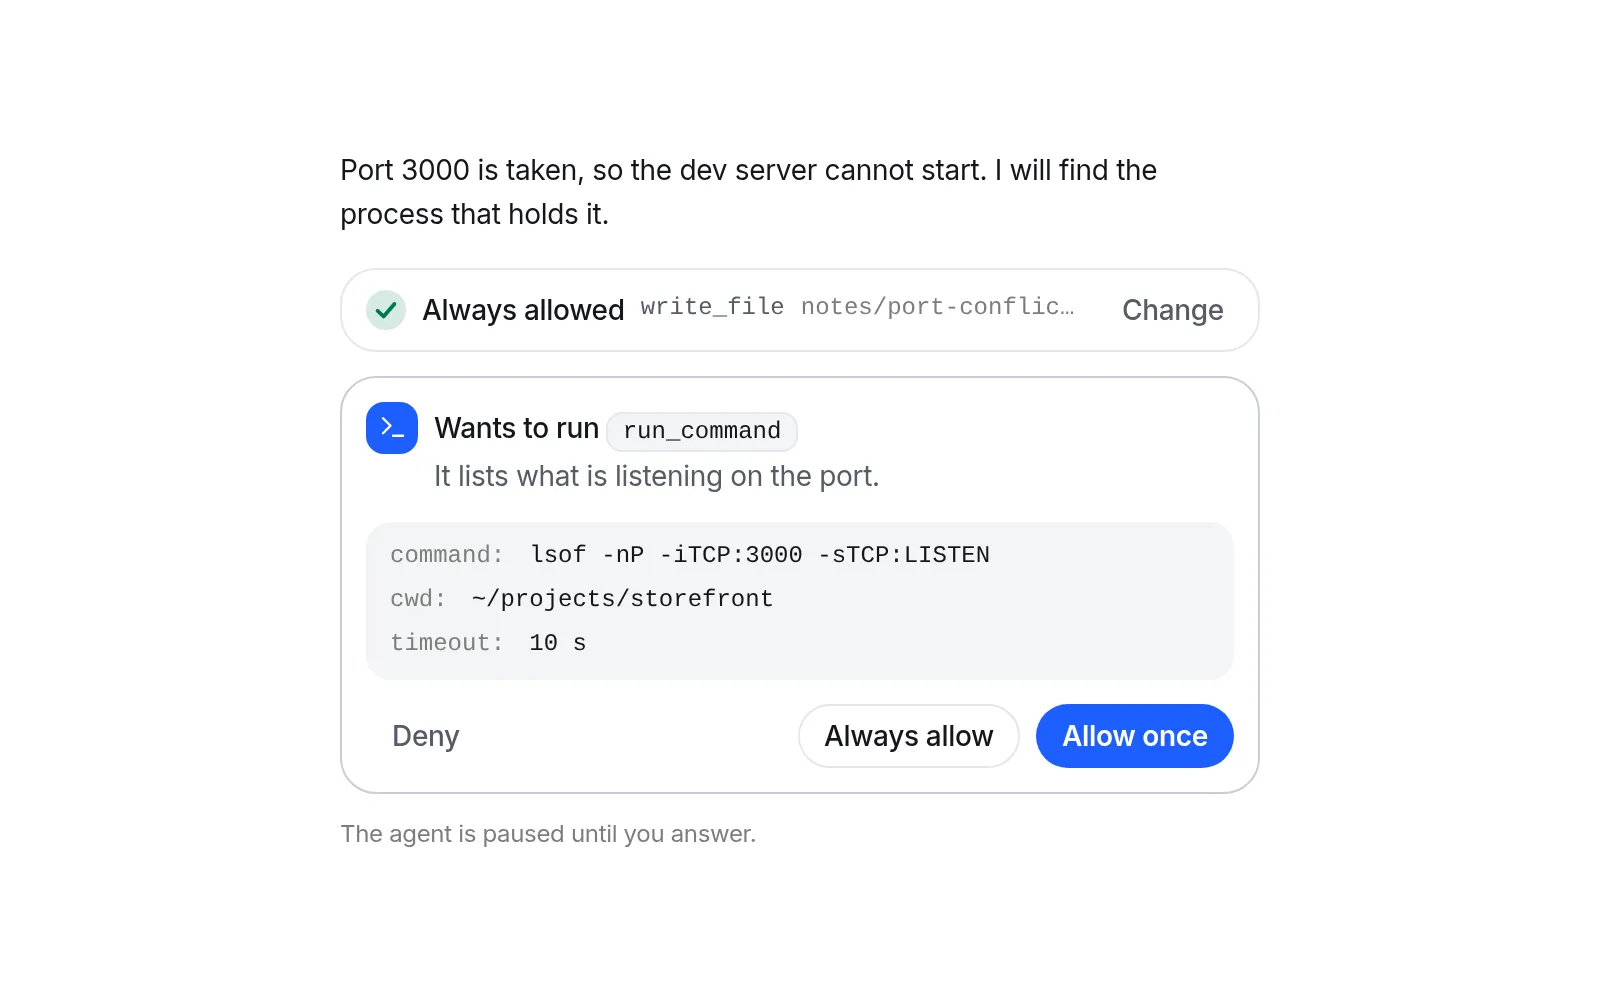 Port 3000 is taken, so the dev server cannot start. I will find the
process that holds it.
Always allowed write_file notes/port-conflic… Change
Wants to run run_command
It lists what is listening on the port.
command: lsof -nP -iTCP:3000 -sTCP:LISTEN
cwd: ~/projects/storefront
timeout: 10 s
Deny Always allow Allow once
The agent is paused until you answer.